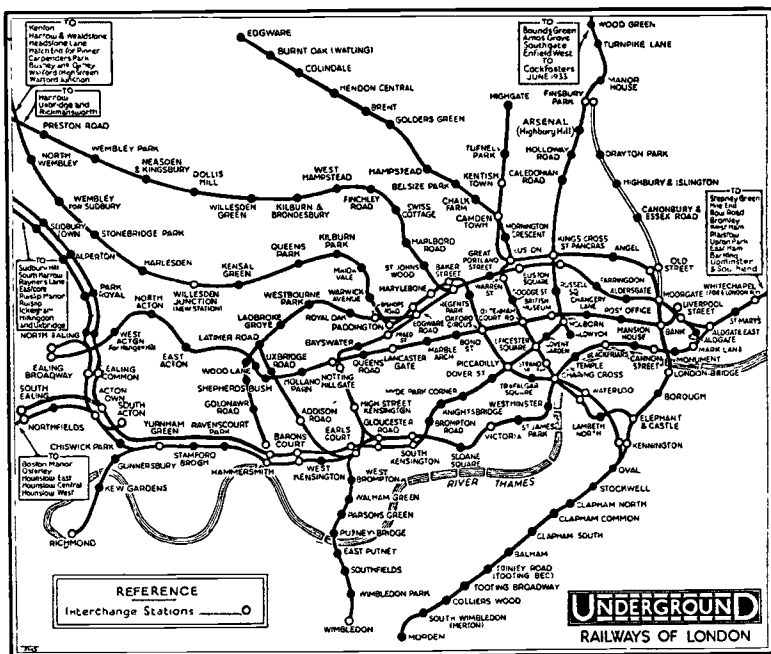 TO
Kenton
Harrow & Wealdstone
Headstone Lane
Hatch End for Pinner
Carpenders Park
Bushey and Oxhey
Watford High Street
Watford Junction
TO
Harrow
Uxbridge and
Rickmansworth
EDGWARE
BURNT OAK (WATLING)
COLINDALE
HENDON CENTRAL
BRENT
GOLDERS GREEN
HAMPSTEAD
BELSIZE PARK
CHALK
FARM
CAMDEN
TOWN
HIGHGATE
TUFNELL
PARK
KENTISH
TOWN
MORNINGTON
CRESCENT
TO
Bounds Green
Arnos Grove
Southgate
Enfield West
TO
Cockfosters
JUNE 1933
WOOD GREEN
TURNPIKE LANE
MANOR
HOUSE
FINSBURY
PARK
ARSENAL
(Highbury Hill)
HOLLOWAY
ROAD
CALEDONIAN
ROAD
DRAYTON PARK
HIGHBURY & ISLINGTON
CANONBURY &
ESSEX ROAD
KINGS CROSS
ST PANCRAS
ANGEL
OLD
STREET
TO
Stepney Green
Mile End
Bow Road
Bromley
West Ham
Plaistow
Upton Park
East Ham
Barking
Upminster
& Southend
PRESTON ROAD
NORTH
WEMBLEY
WEMBLEY PARK
NEASDEN
& KINGSBURY
DOLLIS
HILL
WILLESDEN
GREEN
KILBURN &
BRONDESBURY
WEST
HAMPSTEAD
FINCHLEY
ROAD
SWISS
COTTAGE
MARLBORO
ROAD
ST JOHNS
WOOD
WEMBLEY
FOR SUDBURY
STONEBRIDGE PARK
HARLESDEN
WILLESDEN
JUNCTION
(NEW STATION)
KENSAL
GREEN
QUEENS
PARK
KILBURN
PARK
MAIDA
VALE
WARWICK
AVENUE
SUDBURY
TOWN
ALPERTON
PARK
ROYAL
TO
Sudbury Hill
South Harrow
Rayners Lane
Eastcote
Ruislip Manor
Ruislip
Ickenham
Hillingdon
and Uxbridge
NORTH EALING
EALING
BROADWAY
WEST
ACTON
NORTH
ACTON
EAST
ACTON
EALING
COMMON
ACTON
TOWN
SOUTH
ACTON
SOUTH
EALING
NORTHFIELDS
TO
Boston Manor
Osterley
Hounslow East
Hounslow Central
Hounslow West
CHISWICK PARK
TURNHAM
GREEN
GUNNERSBURY
KEW GARDENS
RICHMOND
STAMFORD
BROOK
RAVENSCOURT
PARK
HAMMERSMITH
WOOD LANE
SHEPHERDS BUSH
GOLDHAWK
ROAD
LATIMER ROAD
LADBROKE
GROVE
WESTBOURNE
PARK
ROYAL OAK
PADDINGTON
BISHOPS
ROAD
UXBRIDGE
ROAD
HOLLAND
PARK
ADDISON
ROAD
NOTTING
HILL GATE
BAYSWATER
QUEENS
ROAD
LANCASTER
GATE
MARBLE
ARCH
BOND
ST
OXFORD
CIRCUS
MARYLEBONE
EDGWARE
ROAD
PRAED
ST
BAKER
STREET
REGENTS
PARK
GREAT
PORTLAND
STREET
WARREN
ST
EUSTON
EUSTON
SQUARE
GOODGE ST
TOTTENHAM
COURT RD
BRITISH
MUSEUM
RUSSELL
SQ
HOLBORN
CHANCERY
LANE
FARRINGDON
ALDERSGATE
POST OFFICE
MOORGATE
LIVERPOOL
STREET
BANK
WHITECHAPEL
ST MARYS
ALDGATE EAST
ALDGATE
MARK LANE
MONUMENT
CANNON
STREET
MANSION
HOUSE
BLACKFRIARS
TEMPLE
ALDWYCH
COVENT
GARDEN
LEICESTER
SQUARE
STRAND
CHARING CROSS
TRAFALGAR
SQUARE
PICCADILLY
DOVER ST
HYDE PARK CORNER
KNIGHTSBRIDGE
BROMPTON
ROAD
WESTMINSTER
ST JAMES
PARK
VICTORIA
SLOANE
SQUARE
SOUTH
KENSINGTON
GLOUCESTER
ROAD
HIGH STREET
KENSINGTON
EARLS
COURT
BARONS
COURT
WEST
KENSINGTON
WEST
BROMPTON
WALHAM GREEN
PARSONS GREEN
PUTNEY BRIDGE
EAST PUTNEY
SOUTHFIELDS
WIMBLEDON PARK
WIMBLEDON
RIVER THAMES
WATERLOO
LAMBETH
NORTH
LONDON BRIDGE
BOROUGH
ELEPHANT
& CASTLE
KENNINGTON
OVAL
STOCKWELL
CLAPHAM NORTH
CLAPHAM COMMON
CLAPHAM SOUTH
BALHAM
TRINITY ROAD
(TOOTING BEC)
TOOTING BROADWAY
COLLIERS WOOD
SOUTH WIMBLEDON
(MERTON)
MORDEN
REFERENCE
Interchange Stations
UNDERGROUND
RAILWAYS OF LONDON